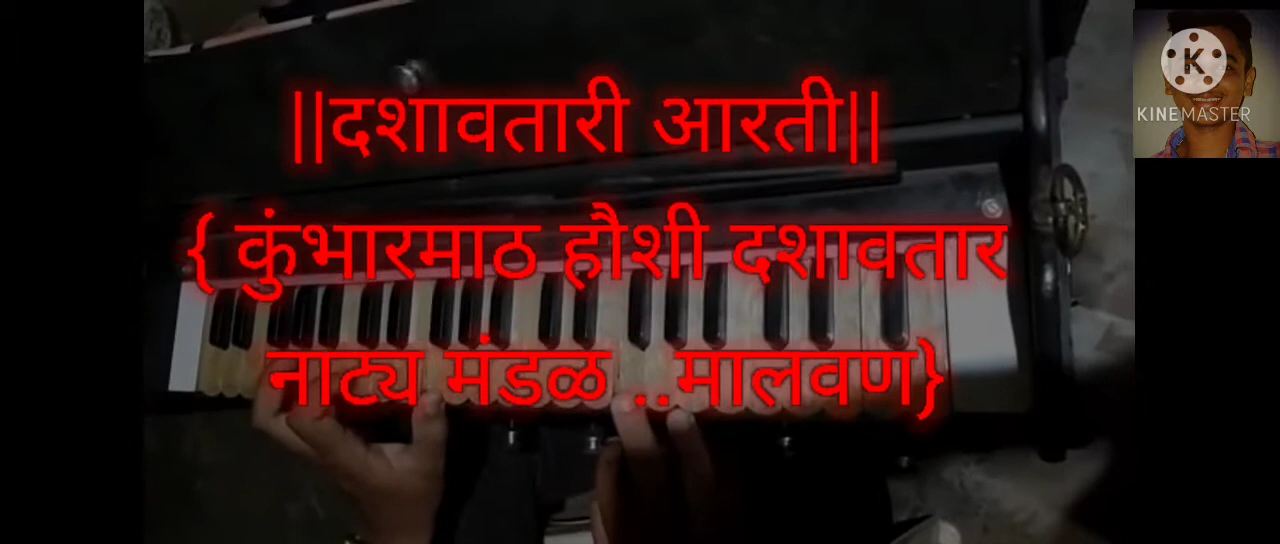 ||दशावतारी आरती||
{ कुंभारमाठ हौशी दशावतार
नाट्य मंडळ ..मालवण}
K
KINEMASTER